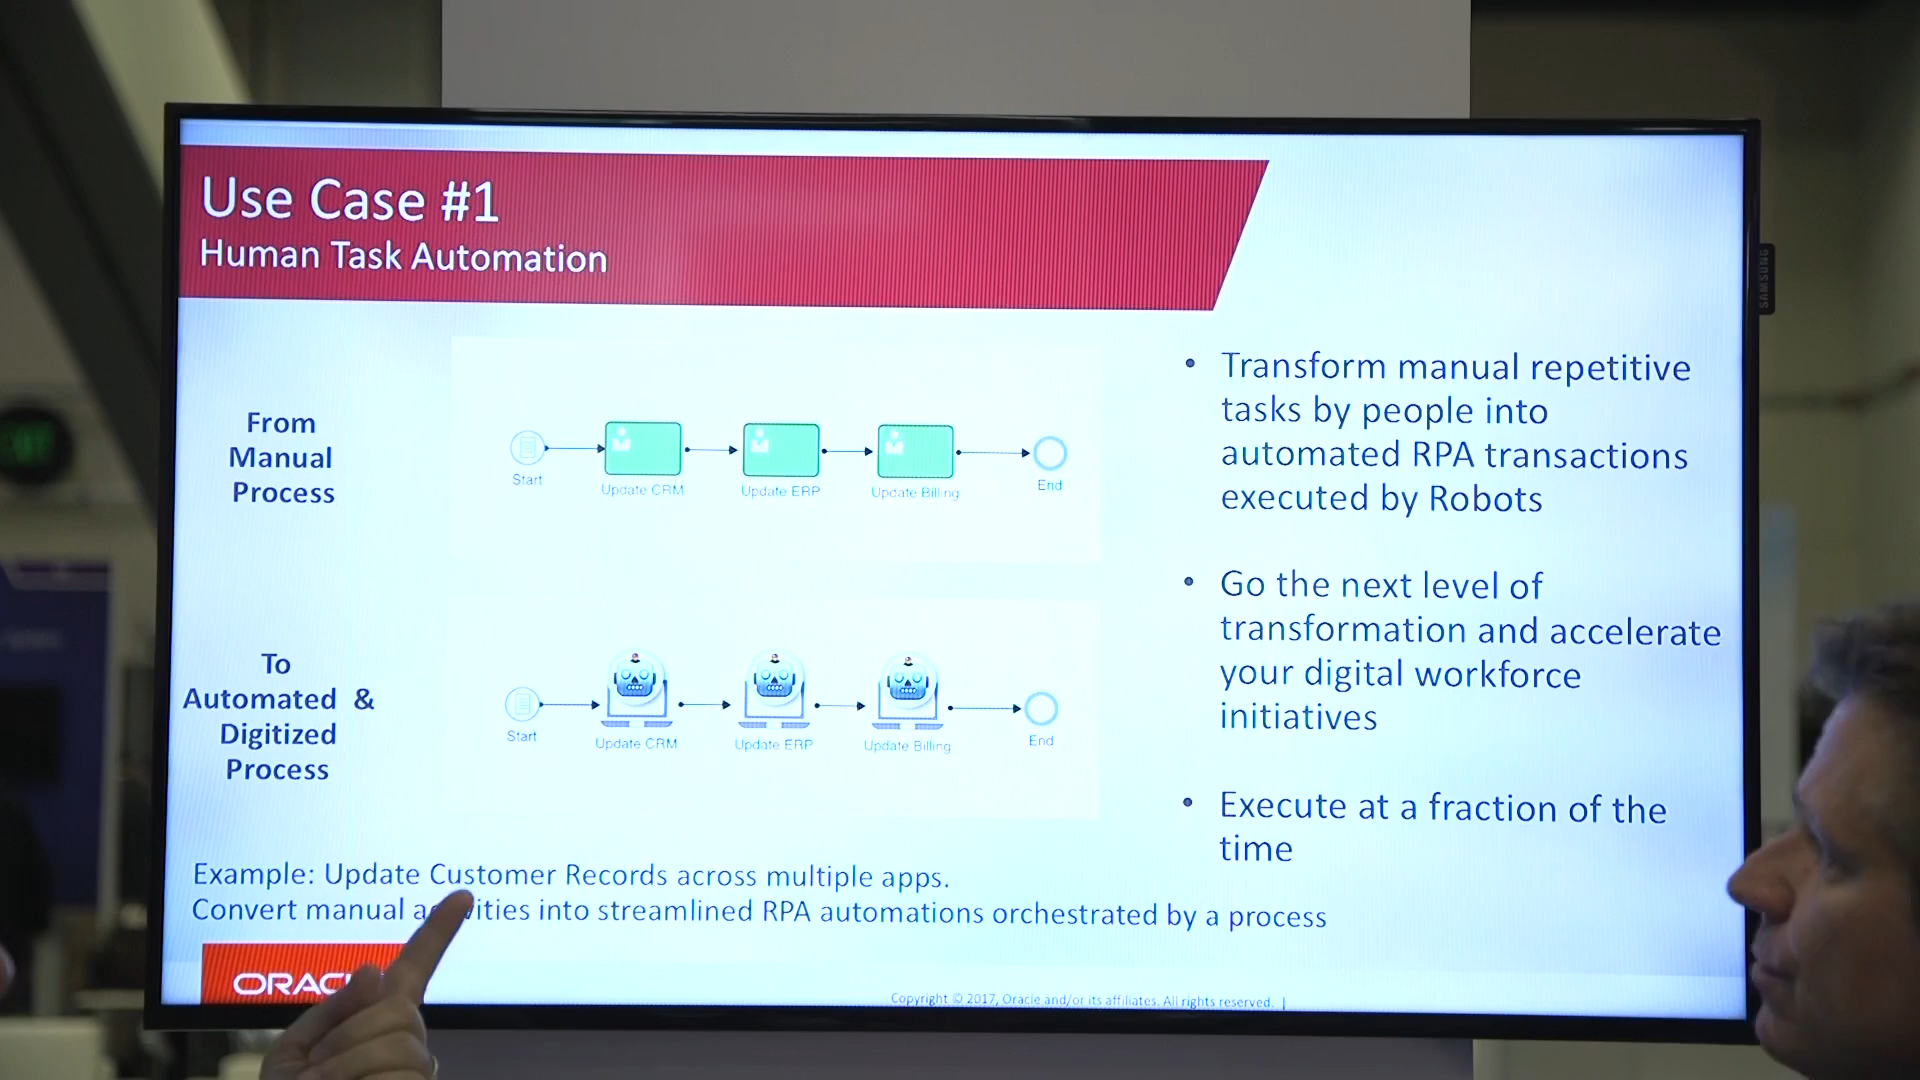 Use Case #1
Human Task Automation
From
Manual
Process
Start
Update CRM
Update ERP
Update Billing
End
To
Automated &
Digitized
Process
Start
Update CRM
Update ERP
Update Billing
End
• Transform manual repetitive
tasks by people into
automated RPA transactions
executed by Robots
• Go the next level of
transformation and accelerate
your digital workforce
initiatives
• Execute at a fraction of the
time
Example: Update Customer Records across multiple apps.
Convert manual activities into streamlined RPA automations orchestrated by a process
ORACLE
Copyright © 2017, Oracle and/or its affiliates. All rights reserved. |
SAMSUNG
EXIT